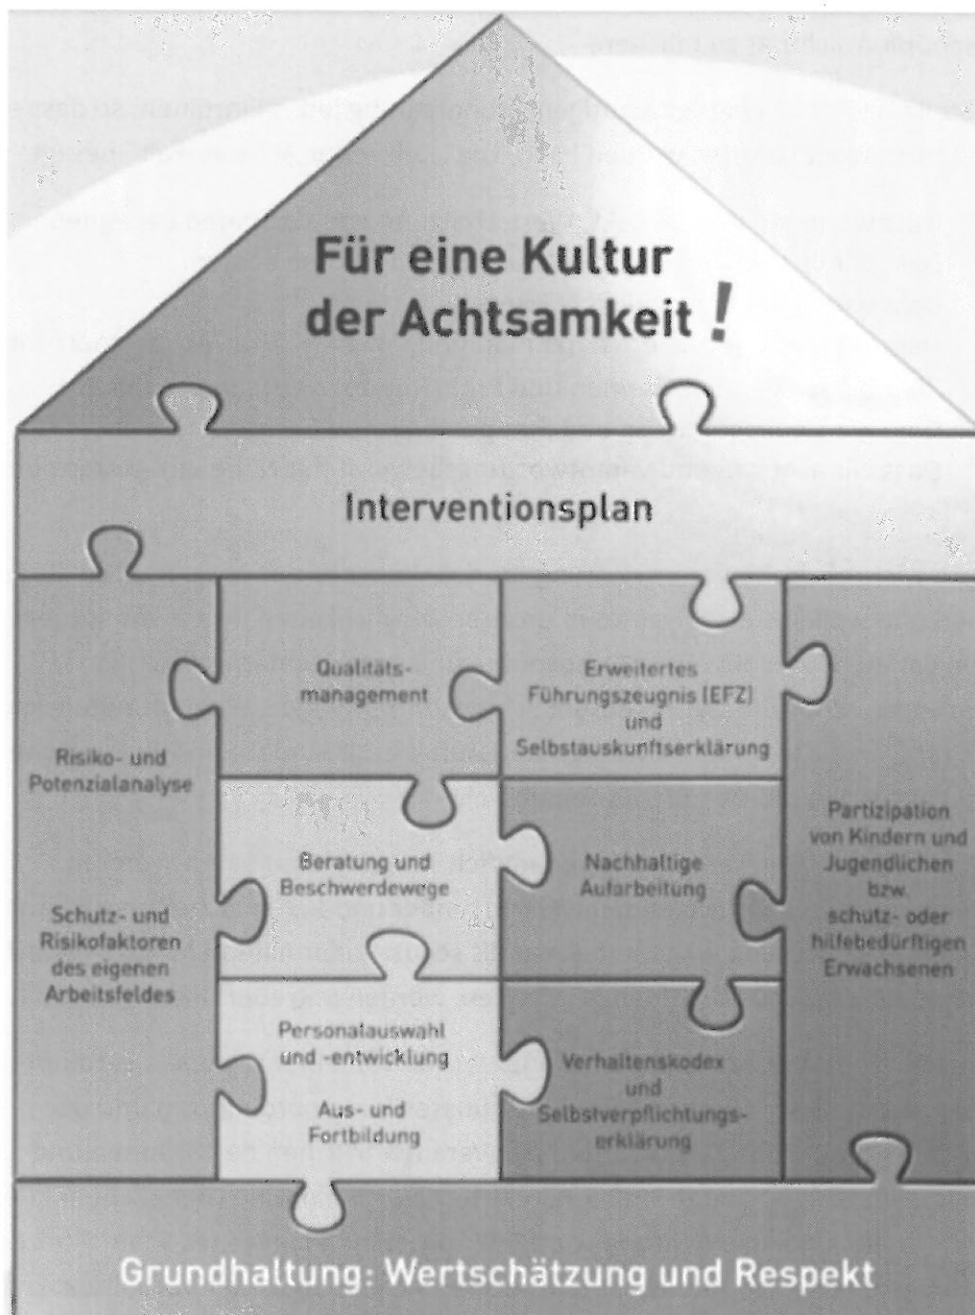 Für eine Kultur
der Achtsamkeit !
Interventionsplan
Risiko- und
Potenzialanalyse
Schutz- und
Risikofaktoren
des eigenen
Arbeitsfeldes
Qualitäts-
management
Erweitertes
Führungszeugnis (EFZ)
und
Selbstauskunftserklärung
Beratung und
Beschwerdewege
Nachhaltige
Aufarbeitung
Personalauswahl
und -entwicklung
Aus- und
Fortbildung
Verhaltenskodex
und
Selbstverpflichtungs-
erklärung
Partizipation
von Kindern und
Jugendlichen
bzw.
schutz- oder
hilfebedürftigen
Erwachsenen
Grundhaltung: Wertschätzung und Respekt